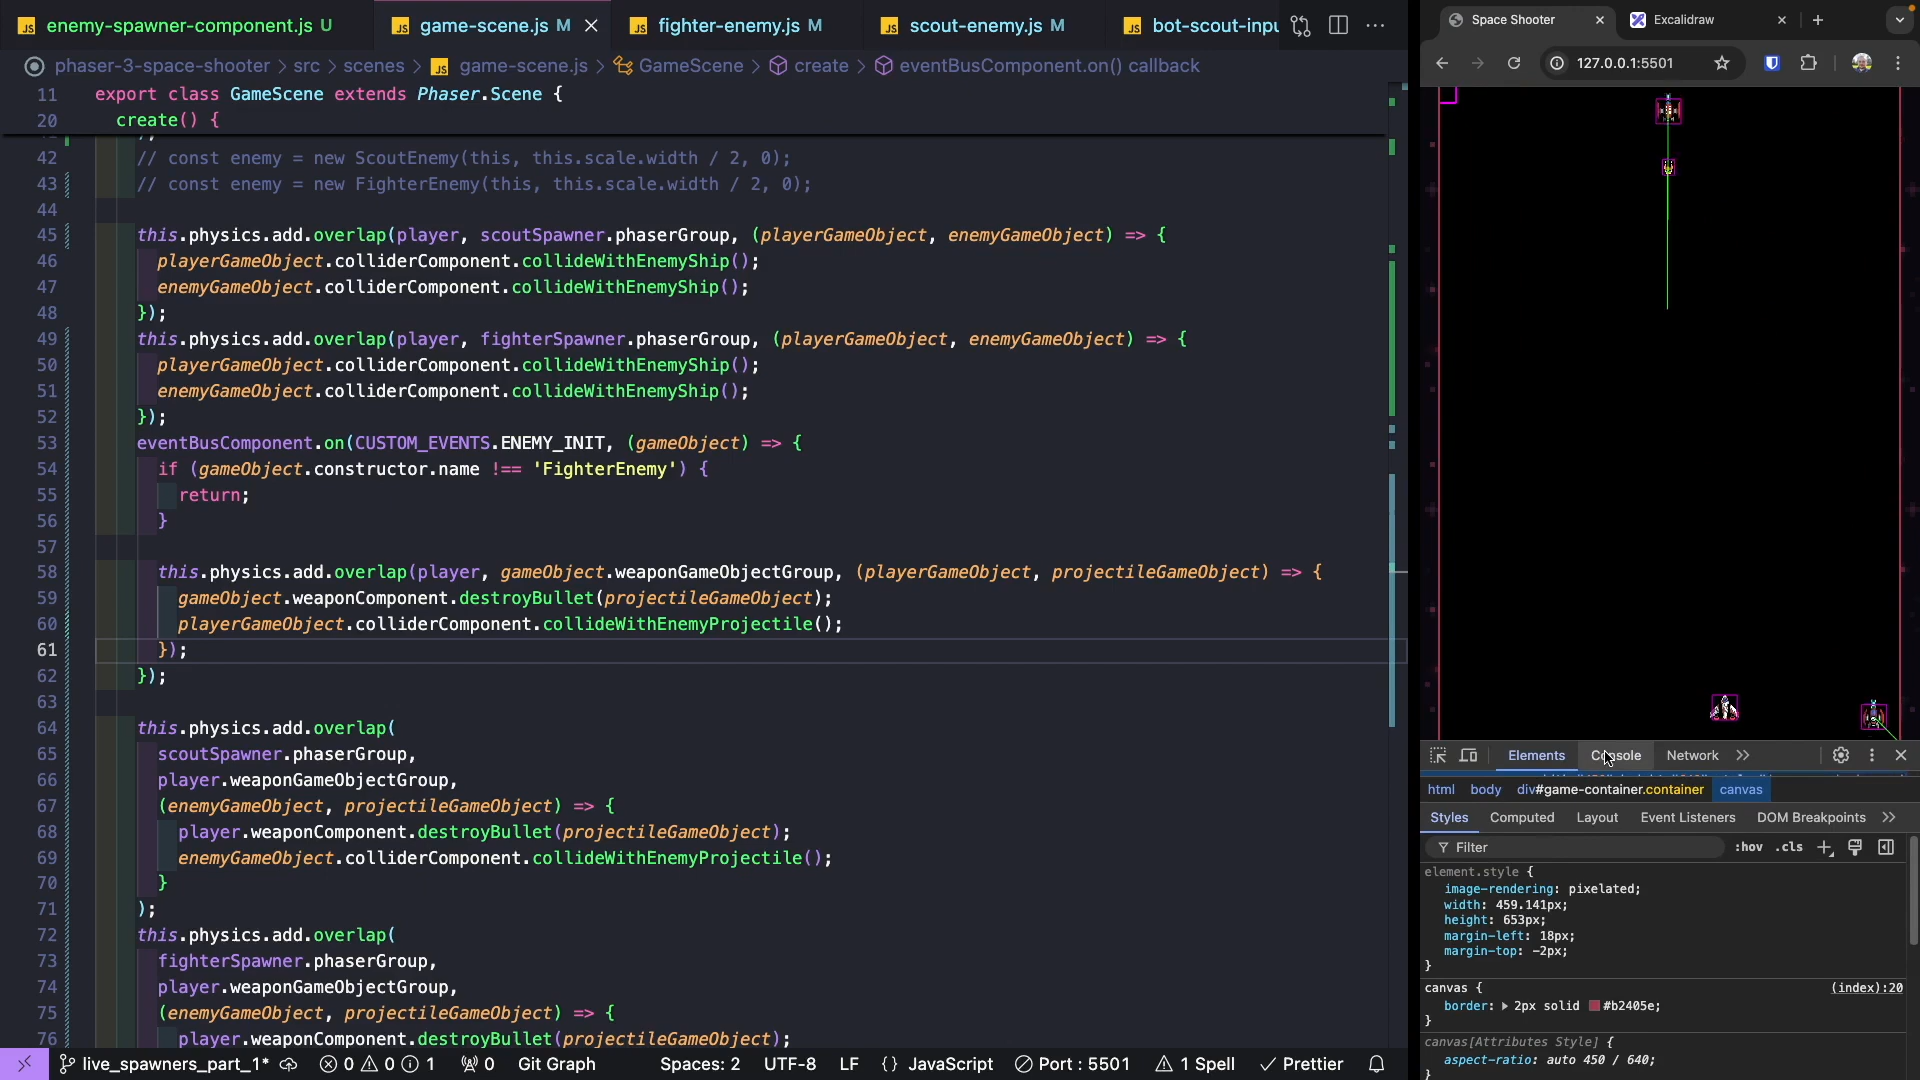 enemy-spawner-component.js U
game-scene.js M
fighter-enemy.js M
scout-enemy.js M
bot-scout-inpu
phaser-3-space-shooter > src > scenes > game-scene.js > GameScene > create > eventBusComponent.on() callback
11 export class GameScene extends Phaser.Scene {
20 create() {
42 // const enemy = new ScoutEnemy(this, this.scale.width / 2, 0);
43 // const enemy = new FighterEnemy(this, this.scale.width / 2, 0);
44
45 this.physics.add.overlap(player, scoutSpawner.phaserGroup, (playerGameObject, enemyGameObject) => {
46 playerGameObject.colliderComponent.collideWithEnemyShip();
47 enemyGameObject.colliderComponent.collideWithEnemyShip();
48 });
49 this.physics.add.overlap(player, fighterSpawner.phaserGroup, (playerGameObject, enemyGameObject) => {
50 playerGameObject.colliderComponent.collideWithEnemyShip();
51 enemyGameObject.colliderComponent.collideWithEnemyShip();
52 });
53 eventBusComponent.on(CUSTOM_EVENTS.ENEMY_INIT, (gameObject) => {
54 if (gameObject.constructor.name !== 'FighterEnemy') {
55 return;
56 }
57
58 this.physics.add.overlap(player, gameObject.weaponGameObjectGroup, (playerGameObject, projectileGameObject) => {
59 gameObject.weaponComponent.destroyBullet(projectileGameObject);
60 playerGameObject.colliderComponent.collideWithEnemyProjectile();
61 });
62 });
63
64 this.physics.add.overlap(
65 scoutSpawner.phaserGroup,
66 player.weaponGameObjectGroup,
67 (enemyGameObject, projectileGameObject) => {
68 player.weaponComponent.destroyBullet(projectileGameObject);
69 enemyGameObject.colliderComponent.collideWithEnemyProjectile();
70 }
71 );
72 this.physics.add.overlap(
73 fighterSpawner.phaserGroup,
74 player.weaponGameObjectGroup,
75 (enemyGameObject, projectileGameObject) => {
76 player.weaponComponent.destroyBullet(projectileGameObject);
live_spawners_part_1* 0 0 1 0 Git Graph Spaces: 2 UTF-8 LF {} JavaScript Port : 5501 1 Spell Prettier
Space Shooter
Excalidraw
127.0.0.1:5501
Elements Console Network
html body div#game-container.container canvas
Styles Computed Layout Event Listeners DOM Breakpoints
Filter :hov .cls
element.style {
image-rendering: pixelated;
width: 459.141px;
height: 653px;
margin-left: 18px;
margin-top: -2px;
}
canvas { (index):20
border: 2px solid #b2405e;
}
canvas[Attributes Style] {
aspect-ratio: auto 450 / 640;
}